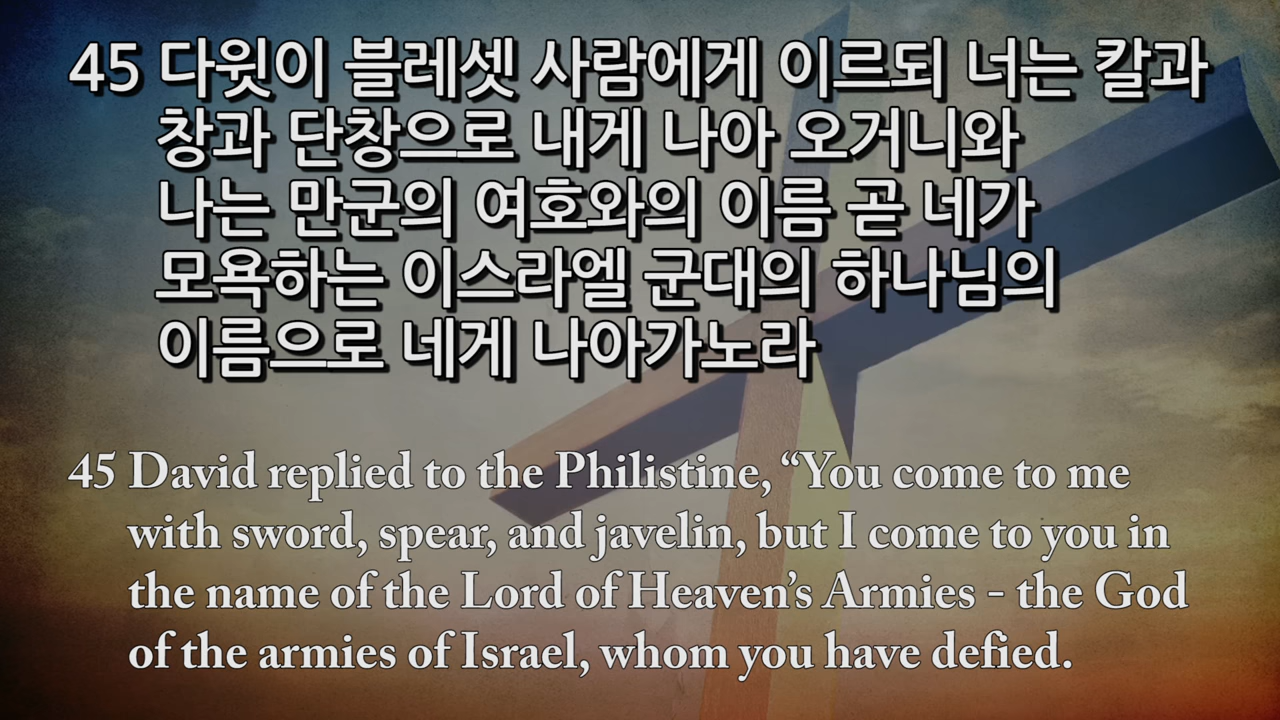 45 다윗이 블레셋 사람에게 이르되 너는 칼과
창과 단창으로 내게 나아 오거니와
나는 만군의 여호와의 이름 곧 네가
모욕하는 이스라엘 군대의 하나님의
이름으로 네게 나아가노라
45 David replied to the Philistine, “You come to me
with sword, spear, and javelin, but I come to you in
the name of the Lord of Heaven’s Armies - the God
of the armies of Israel, whom you have defied.